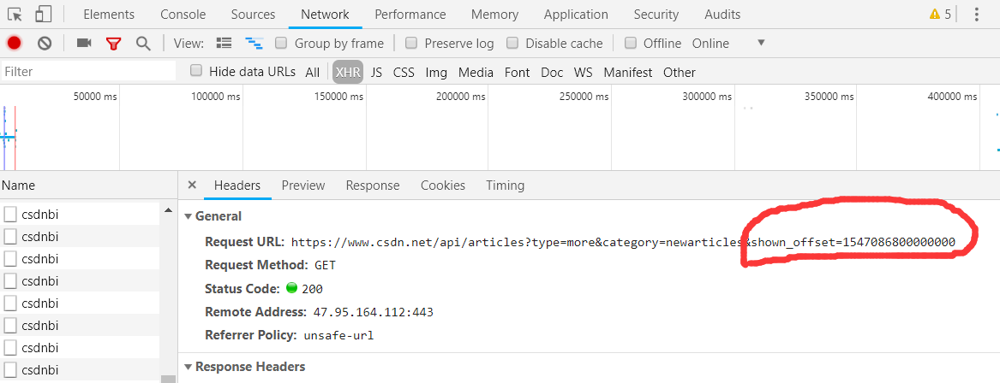 Elements Console Sources Network Performance Memory Application Security Audits 5
View: Group by frame Preserve log Disable cache Offline Online
Filter Hide data URLs All XHR JS CSS Img Media Font Doc WS Manifest Other
50000 ms 100000 ms 150000 ms 200000 ms 250000 ms 300000 ms 350000 ms 400000 ms
Name
csdnbi
csdnbi
csdnbi
csdnbi
csdnbi
csdnbi
csdnbi
csdnbi
Headers Preview Response Cookies Timing
General
Request URL: https://www.csdn.net/api/articles?type=more&category=newarticles&shown_offset=1547086800000000
Request Method: GET
Status Code: 200
Remote Address: 47.95.164.112:443
Referrer Policy: unsafe-url
Response Headers